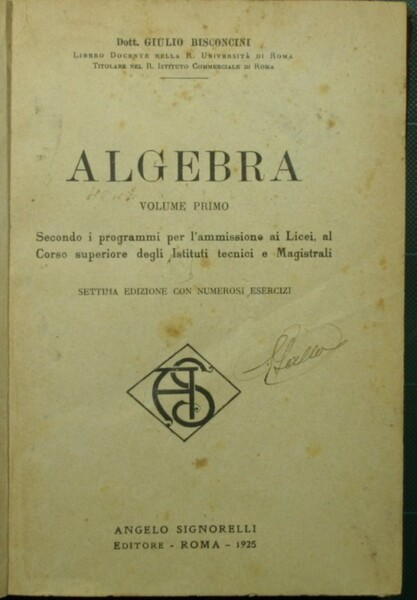 Dott. GIULIO BISCONCINI
LIBERO DOCENTE NELLA R. UNIVERSITÀ DI ROMA
TITOLARE NEL R. ISTITUTO COMMERCIALE DI ROMA
ALGEBRA
VOLUME PRIMO
Secondo i programmi per l'ammissione ai Licei, al
Corso superiore degli Istituti tecnici e Magistrali
SETTIMA EDIZIONE CON NUMEROSI ESERCIZI
ANGELO SIGNORELLI
EDITORE - ROMA - 1925